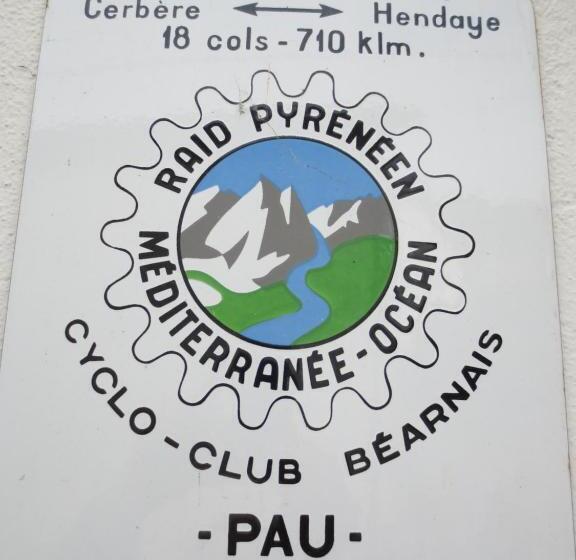 Cerbère ↔ Hendaye
18 cols - 710 klm.
RAID PYRÉNÉEN
MÉDITERRANÉE - OCÉAN
CYCLO - CLUB BÉARNAIS
- PAU -